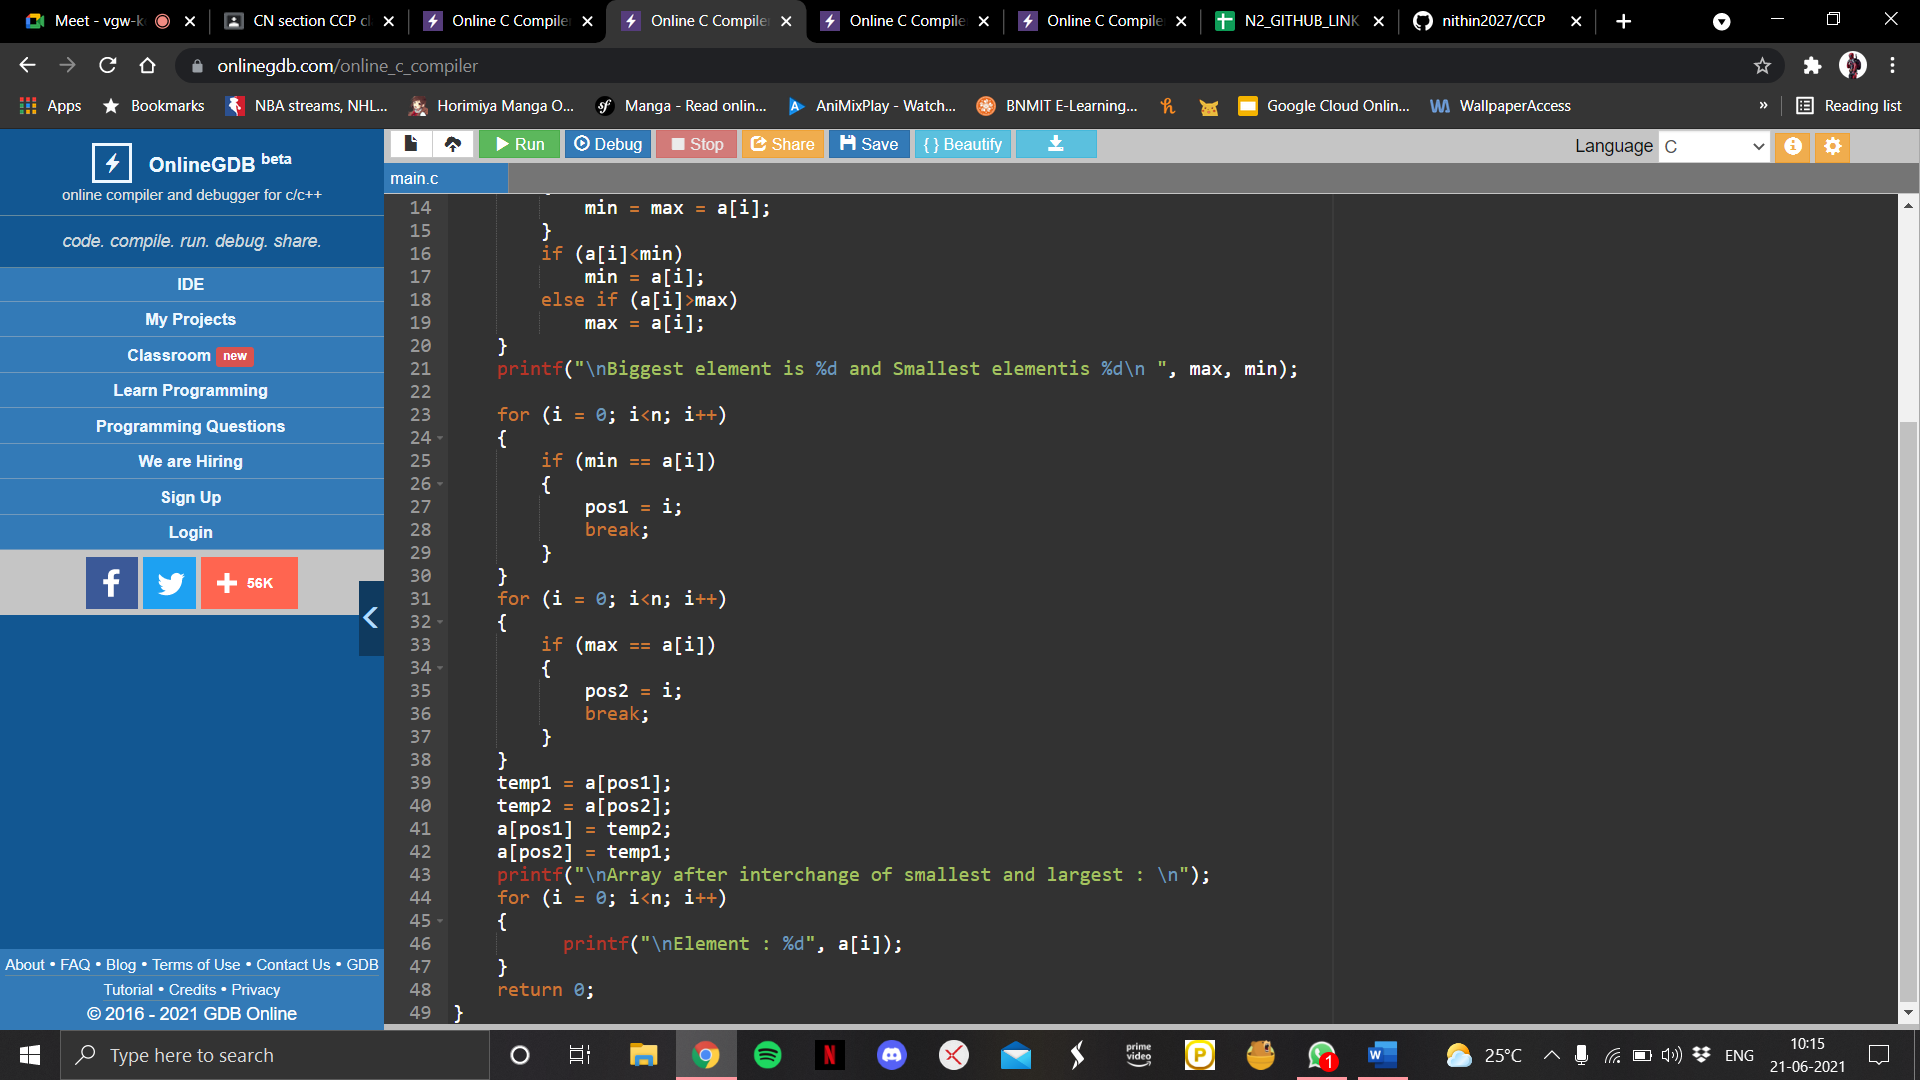 Meet - vgw-k
CN section CCP c
Online C Compiler
Online C Compiler
Online C Compile
Online C Compile
N2_GITHUB_LINK
nithin2027/CCP
onlinegdb.com/online_c_compiler
Apps
Bookmarks
NBA streams, NHL...
Horimiya Manga O...
Manga - Read onlin...
AniMixPlay - Watch...
BNMIT E-Learning...
Google Cloud Onlin...
WallpaperAccess
»
Reading list
OnlineGDB beta
online compiler and debugger for c/c++
code. compile. run. debug. share.
IDE
My Projects
Classroom new
Learn Programming
Programming Questions
We are Hiring
Sign Up
Login
f
+ 56K
About • FAQ • Blog • Terms of Use • Contact Us • GDB
Tutorial • Credits • Privacy
© 2016 - 2021 GDB Online
Run
Debug
Stop
Share
Save
{ } Beautify
Language C
main.c
14 min = max = a[i];
15 }
16 if (a[i]<min)
17 min = a[i];
18 else if (a[i]>max)
19 max = a[i];
20 }
21 printf("\nBiggest element is %d and Smallest elementis %d\n ", max, min);
22
23 for (i = 0; i<n; i++)
24 {
25 if (min == a[i])
26 {
27 pos1 = i;
28 break;
29 }
30 }
31 for (i = 0; i<n; i++)
32 {
33 if (max == a[i])
34 {
35 pos2 = i;
36 break;
37 }
38 }
39 temp1 = a[pos1];
40 temp2 = a[pos2];
41 a[pos1] = temp2;
42 a[pos2] = temp1;
43 printf("\nArray after interchange of smallest and largest : \n");
44 for (i = 0; i<n; i++)
45 {
46 printf("\nElement : %d", a[i]);
47 }
48 return 0;
49 }
Type here to search
prime video
1
25°C
ENG
10:15
21-06-2021